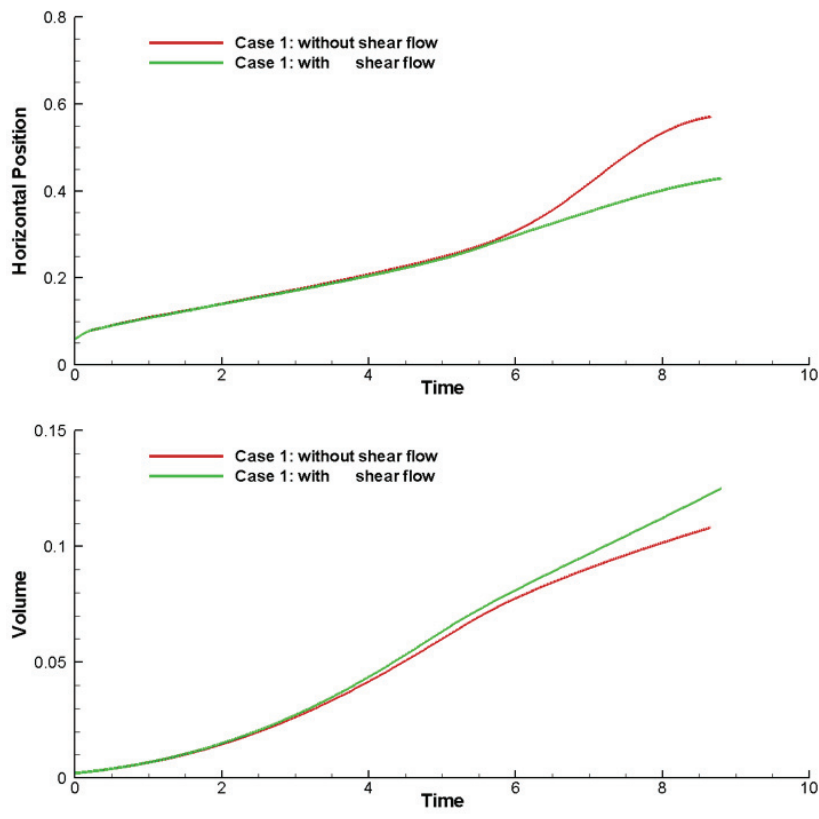 0.8
Case 1: without shear flow
Case 1: with shear flow
0.6
Horizontal Position
0.4
0.2
0
0 2 4 6 8 10
Time
0.15
Case 1: without shear flow
Case 1: with shear flow
0.1
Volume
0.05
0
0 2 4 6 8 10
Time